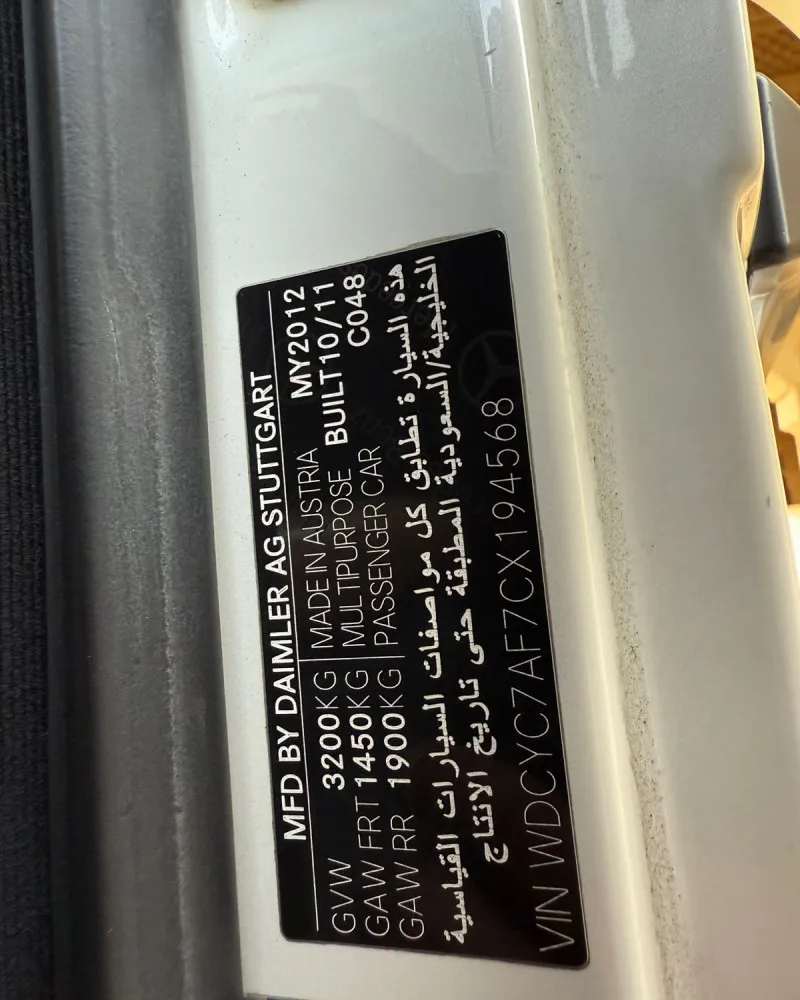 MFD BY DAIMLER AG STUTTGART
GVW 3200KG MADE IN AUSTRIA MY2012
GAW FRT 1450KG MULTIPURPOSE BUILT10/11
GAW RR 1900KG PASSENGER CAR C048
هذه السيارة تطابق كل مواصفات السيارات القياسية
الخليجية/السعودية المطبقة حتى تاريخ الانتاج
VIN WDCYC7AF7CX194568